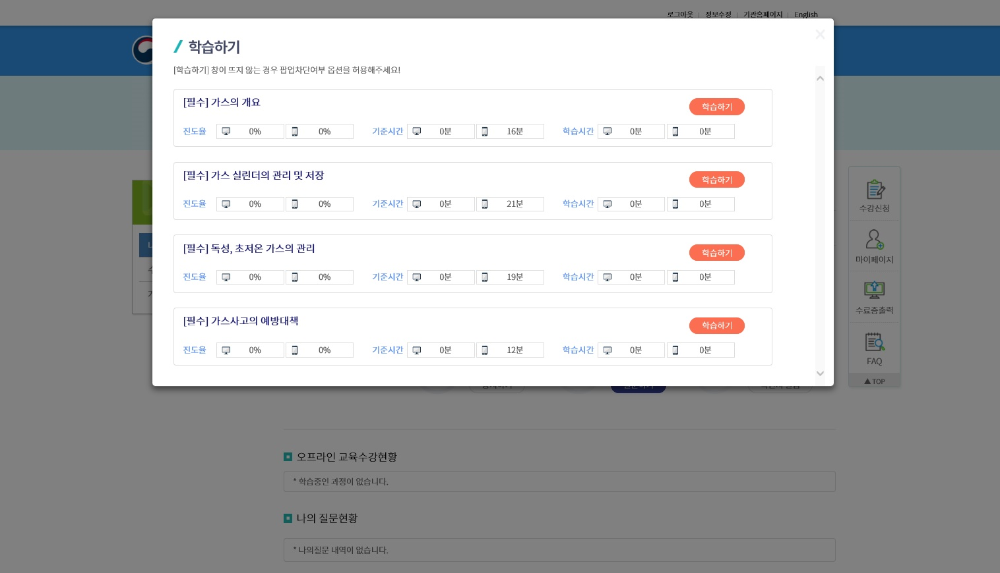 로그아웃 정보수정 기관홈페이지 English
학습하기
[학습하기] 창이 뜨지 않는 경우 팝업차단여부 옵션을 허용해주세요!
[필수] 가스의 개요
학습하기
진도율 0% 0% 기준시간 0분 16분 학습시간 0분 0분
[필수] 가스 실린더의 관리 및 저장
학습하기
진도율 0% 0% 기준시간 0분 21분 학습시간 0분 0분
[필수] 독성, 초저온 가스의 관리
학습하기
진도율 0% 0% 기준시간 0분 19분 학습시간 0분 0분
[필수] 가스사고의 예방대책
학습하기
진도율 0% 0% 기준시간 0분 12분 학습시간 0분 0분
수강신청
마이페이지
수료증출력
FAQ
▲ TOP
오프라인 교육수강현황
* 학습중인 과정이 없습니다.
나의 질문현황
* 나의질문 내역이 없습니다.